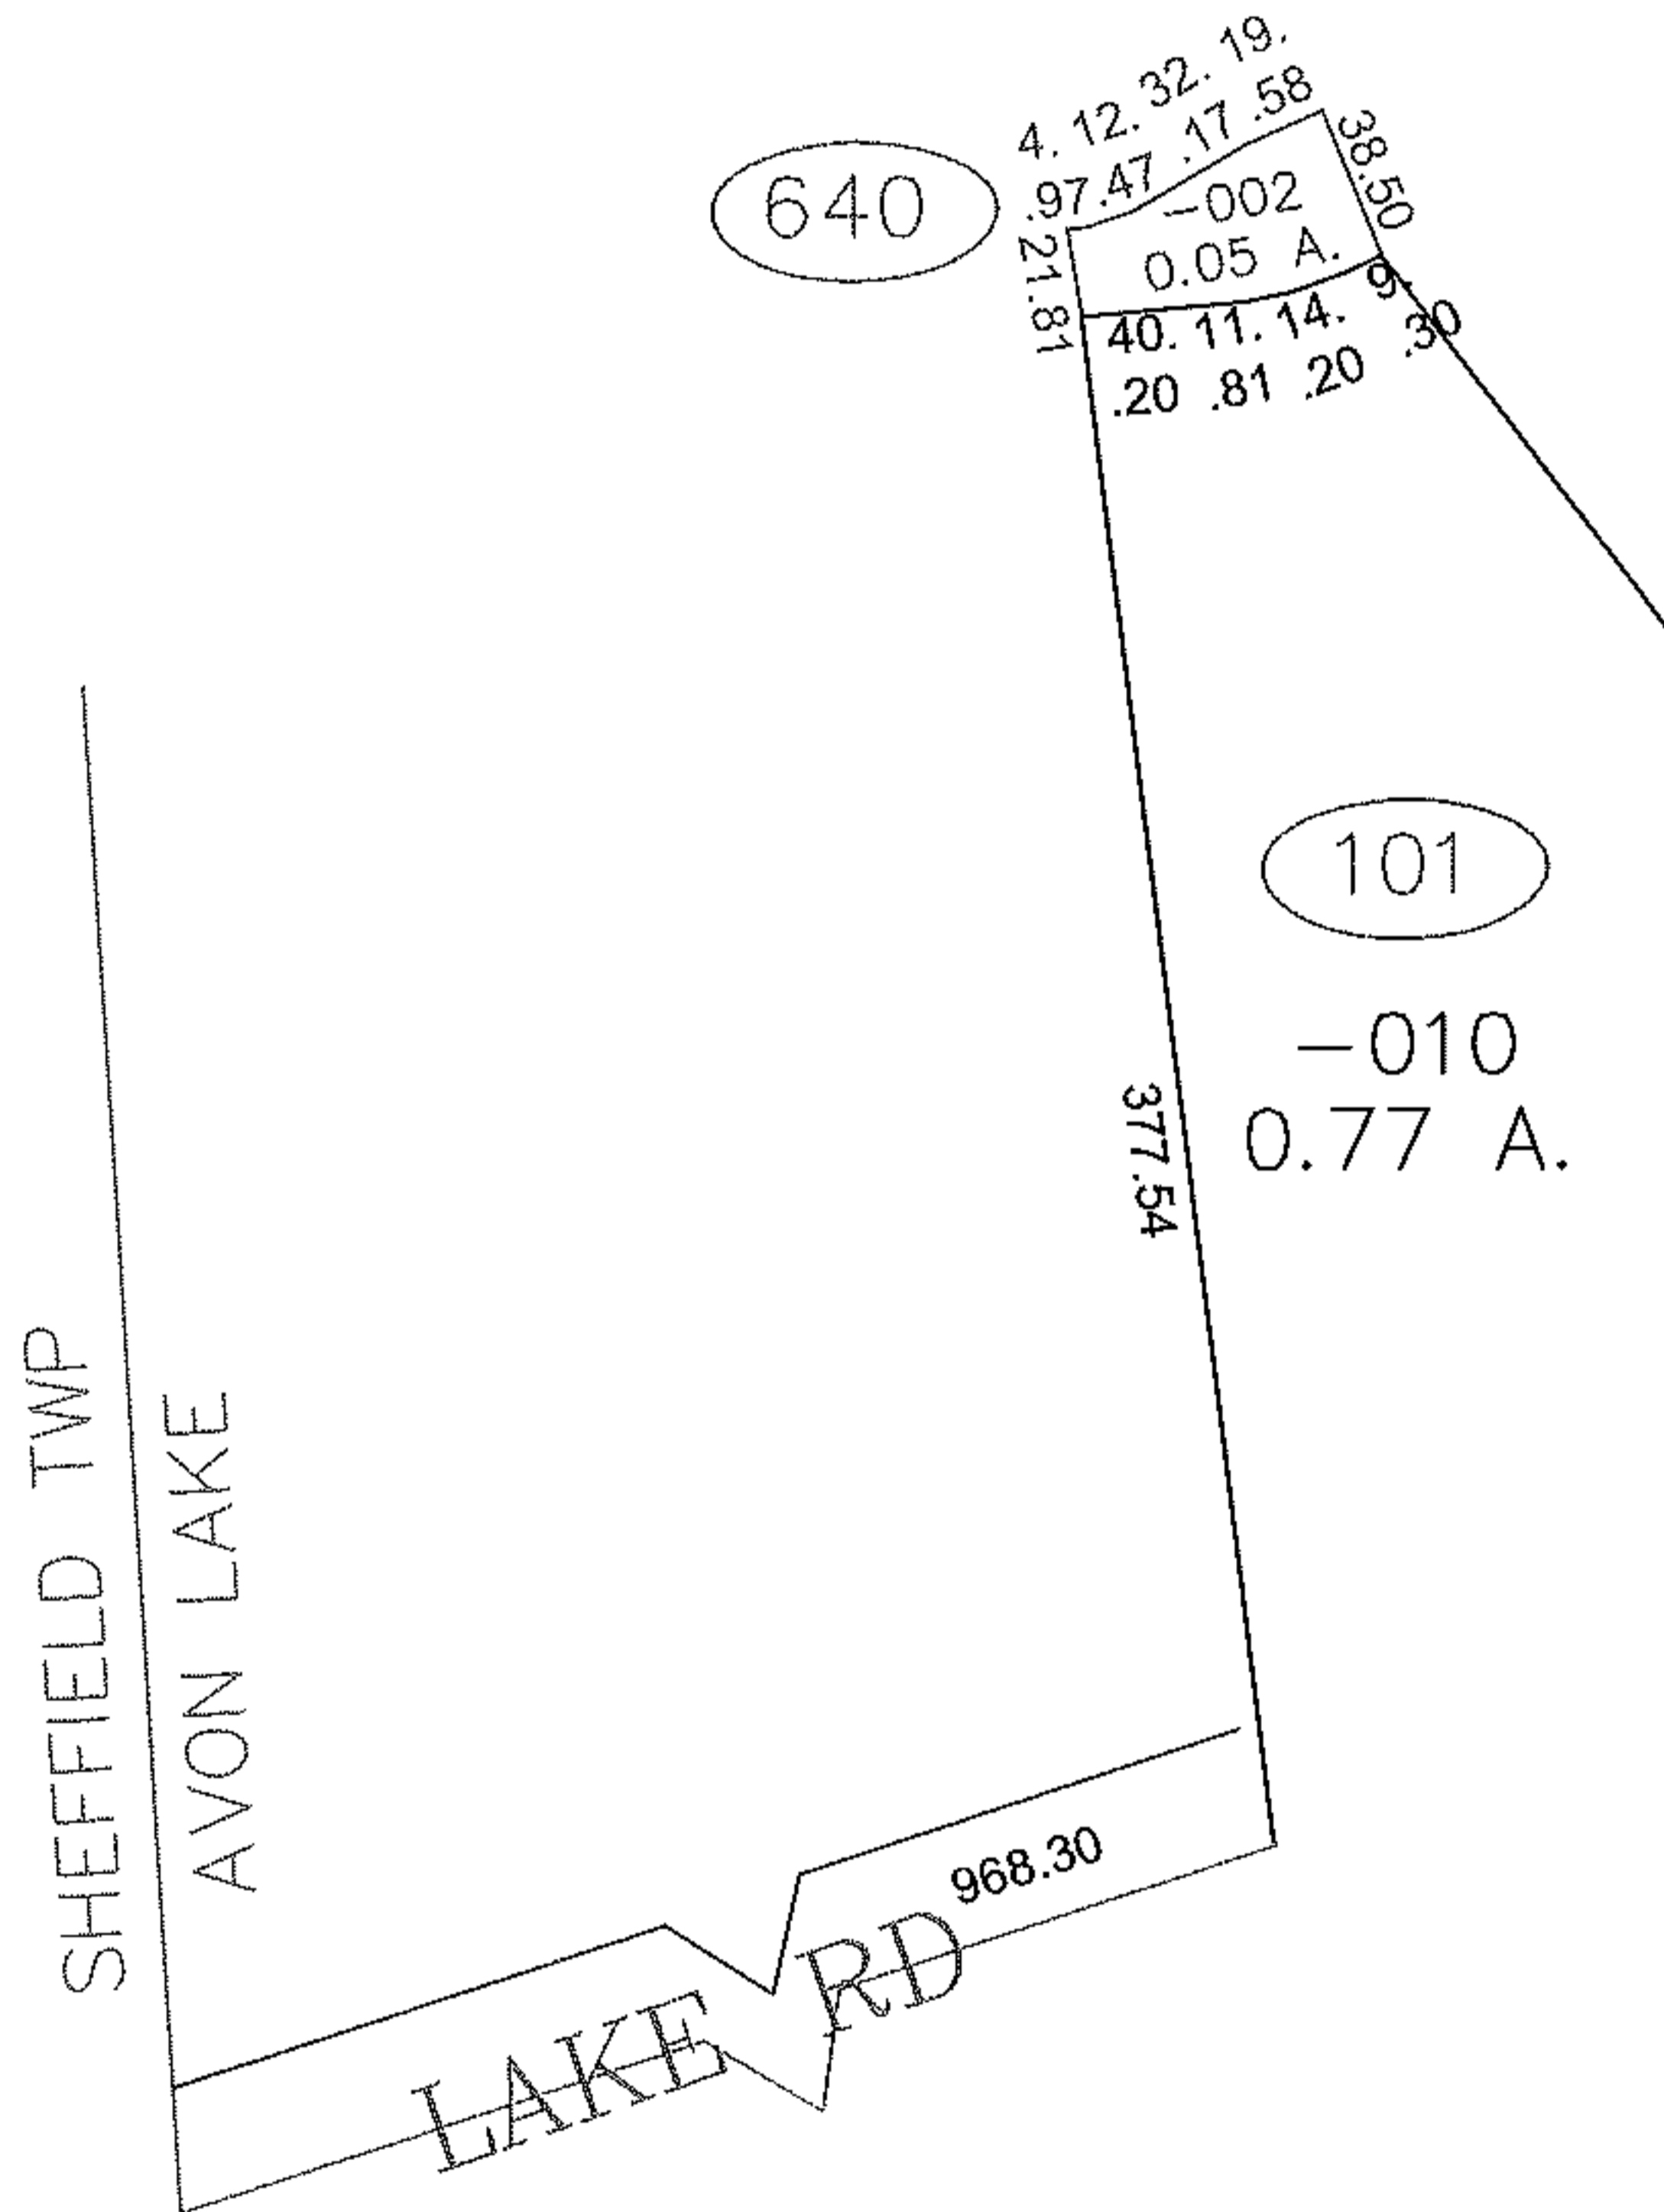 4. 12. 32. 19.
.97 .47 .17 .58
38.50
640
-002
0.05 A.
21.81
40. 11. 14. 9.
.20 .81 .20 .30
101
-010
0.77 A.
377.54
SHEFFIELD TWP
AVON LAKE
968.30
LAKE RD